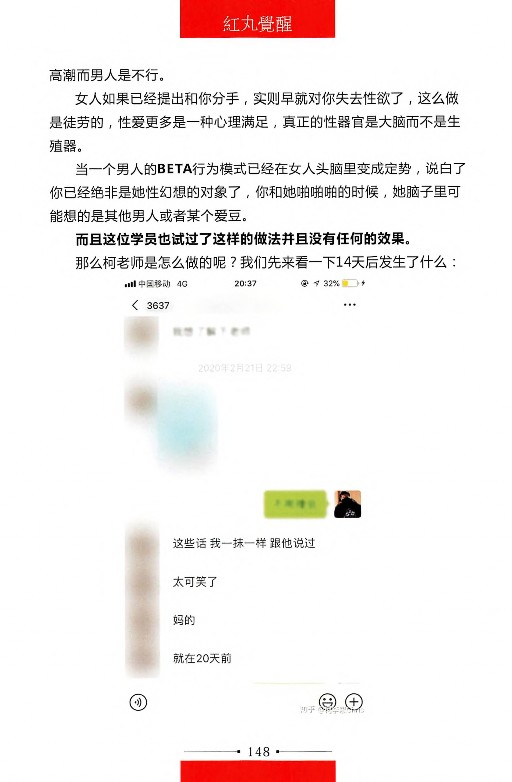 紅丸覺醒
高潮而男人是不行。
女人如果已经提出和你分手，实则早就对你失去性欲了，这么做
是徒劳的，性爱更多是一种心理满足，真正的性器官是大脑而不是生
殖器。
当一个男人的BETA行为模式已经在女人头脑里变成定势，说白了
你已经绝非是她性幻想的对象了，你和她啪啪啪的时候，她脑子里可
能想的是其他男人或者某个爱豆。
而且这位学员也试过了这样的做法并且没有任何的效果。
那么柯老师是怎么做的呢？我们先来看一下14天后发生了什么：
中国移动 4G 20:37 32%
3637
2020年2月21日 22:59
这些话 我一抹一样 跟他说过
太可笑了
妈的
就在20天前
知乎
148